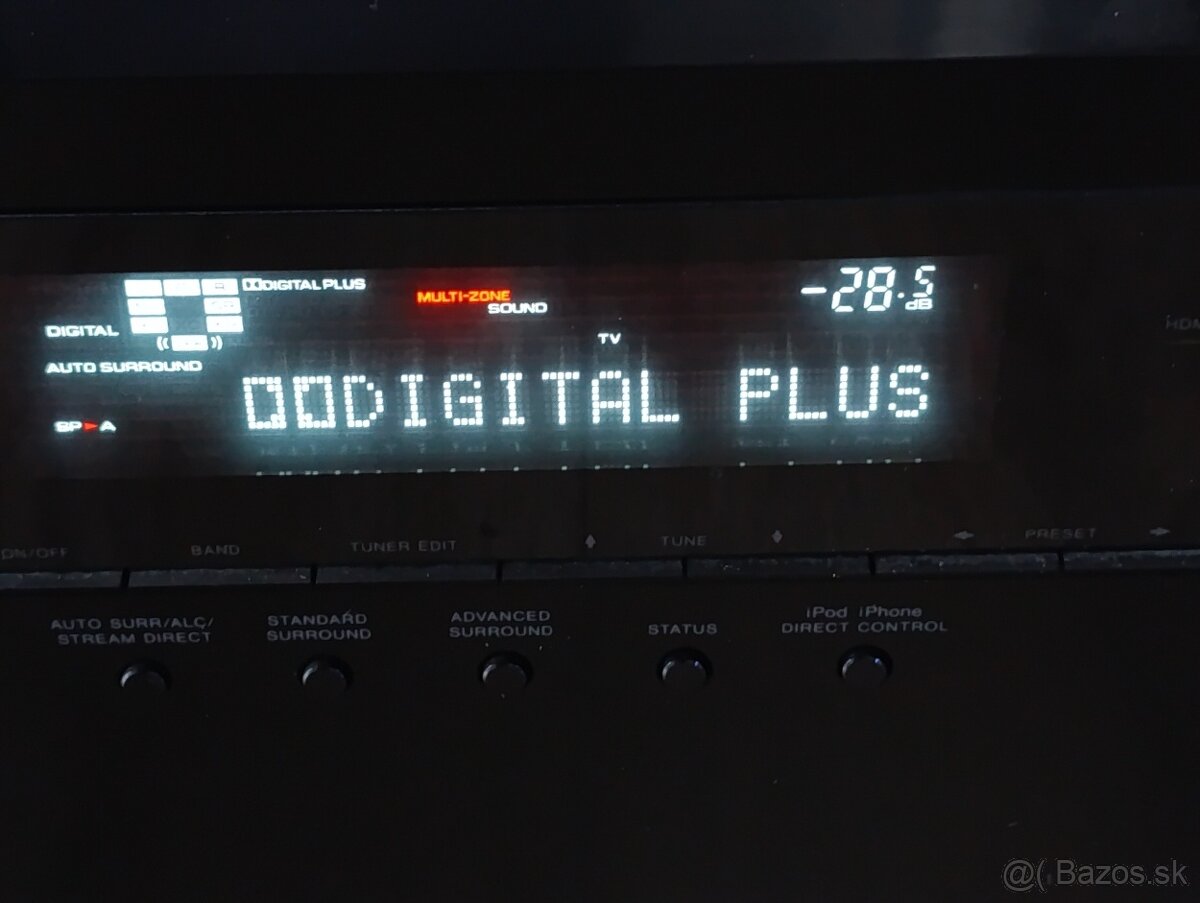 DIGITAL PLUS
MULTI-ZONE
SOUND
-28.5
dB
DIGITAL
TV
AUTO SURROUND
DIGITAL PLUS
SP►A
ON/OFF
BAND
TUNER EDIT
TUNE
PRESET
AUTO SURR/ALC/
STREAM DIRECT
STANDARD
SURROUND
ADVANCED
SURROUND
STATUS
iPod iPhone
DIRECT CONTROL
@( Bazos.sk